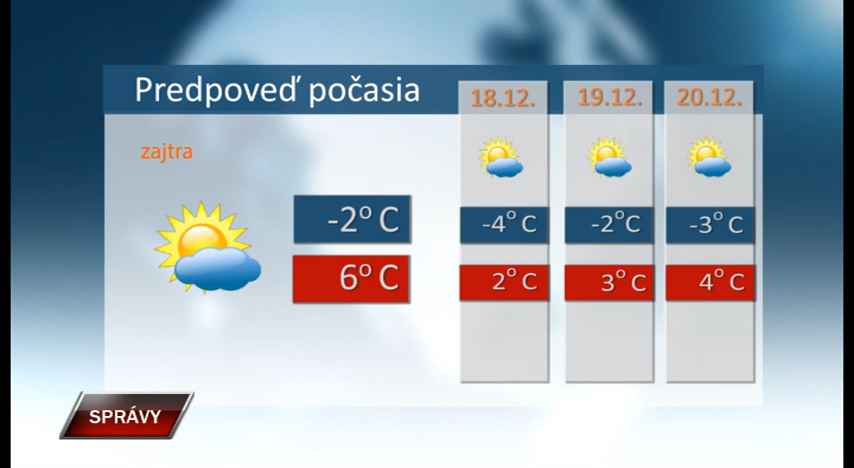 Predpoveď počasia
zajtra
-2° C
6° C
18.12. 19.12. 20.12.
-4° C -2°C -3° C
2° C 3° C 4° C
SPRÁVY